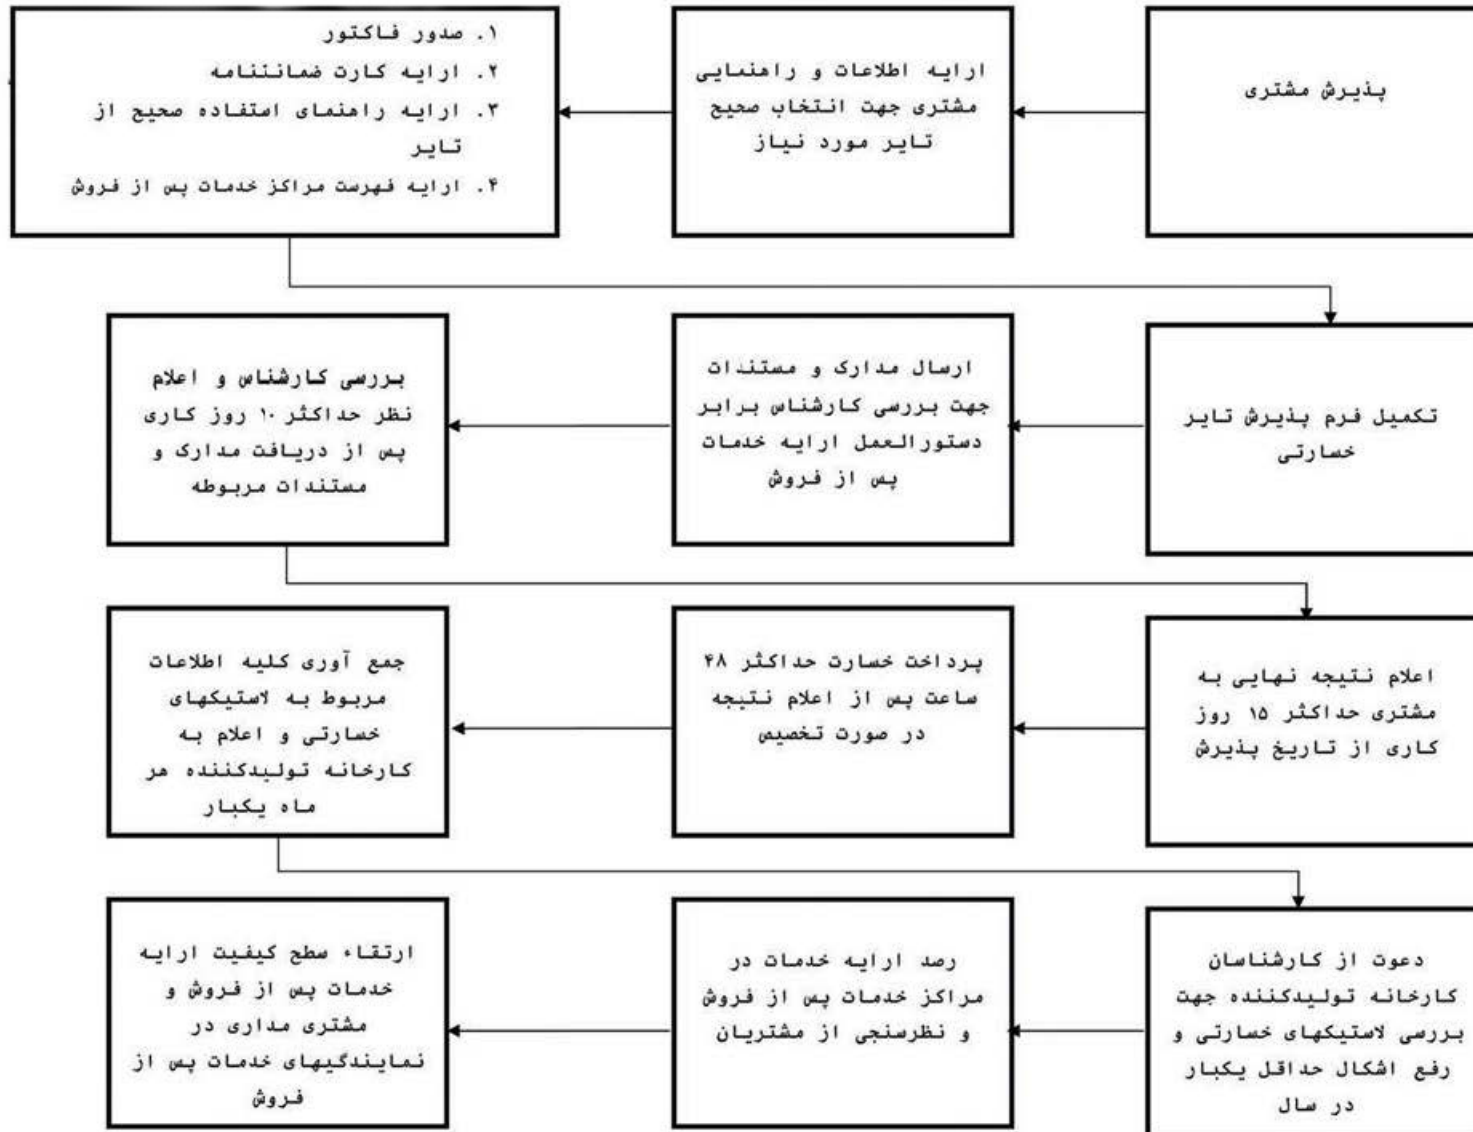 پذیرش مشتری
ارایه اطلاعات و راهنمایی
مشتری جهت انتخاب صحیح
تایر مورد نیاز
۱. صدور فاکتور
۲. ارایه کارت ضمانتنامه
۳. ارایه راهنمای استفاده صحیح از
تایر
۴. ارایه فهرست مراکز خدمات پس از فروش
تکمیل فرم پذیرش تایر
خسارتی
ارسال مدارک و مستندات
جهت بررسی کارشناس برابر
دستورالعمل ارایه خدمات
پس از فروش
بررسی کارشناس و اعلام
نظر حداکثر ۱۰ روز کاری
پس از دریافت مدارک و
مستندات مربوطه
اعلام نتیجه نهایی به
مشتری حداکثر ۱۵ روز
کاری از تاریخ پذیرش
پرداخت خسارت حداکثر ۴۸
ساعت پس از اعلام نتیجه
در صورت تخصیص
جمع آوری کلیه اطلاعات
مربوط به لاستیکهای
خسارتی و اعلام به
کارخانه تولیدکننده هر
ماه یکبار
دعوت از کارشناسان
کارخانه تولیدکننده جهت
بررسی لاستیکهای خسارتی و
رفع اشکال حداقل یکبار
در سال
رصد ارایه خدمات در
مراکز خدمات پس از فروش
و نظرسنجی از مشتریان
ارتقاء سطح کیفیت ارایه
خدمات پس از فروش و
مشتری مداری در
نمایندگیهای خدمات پس از
فروش